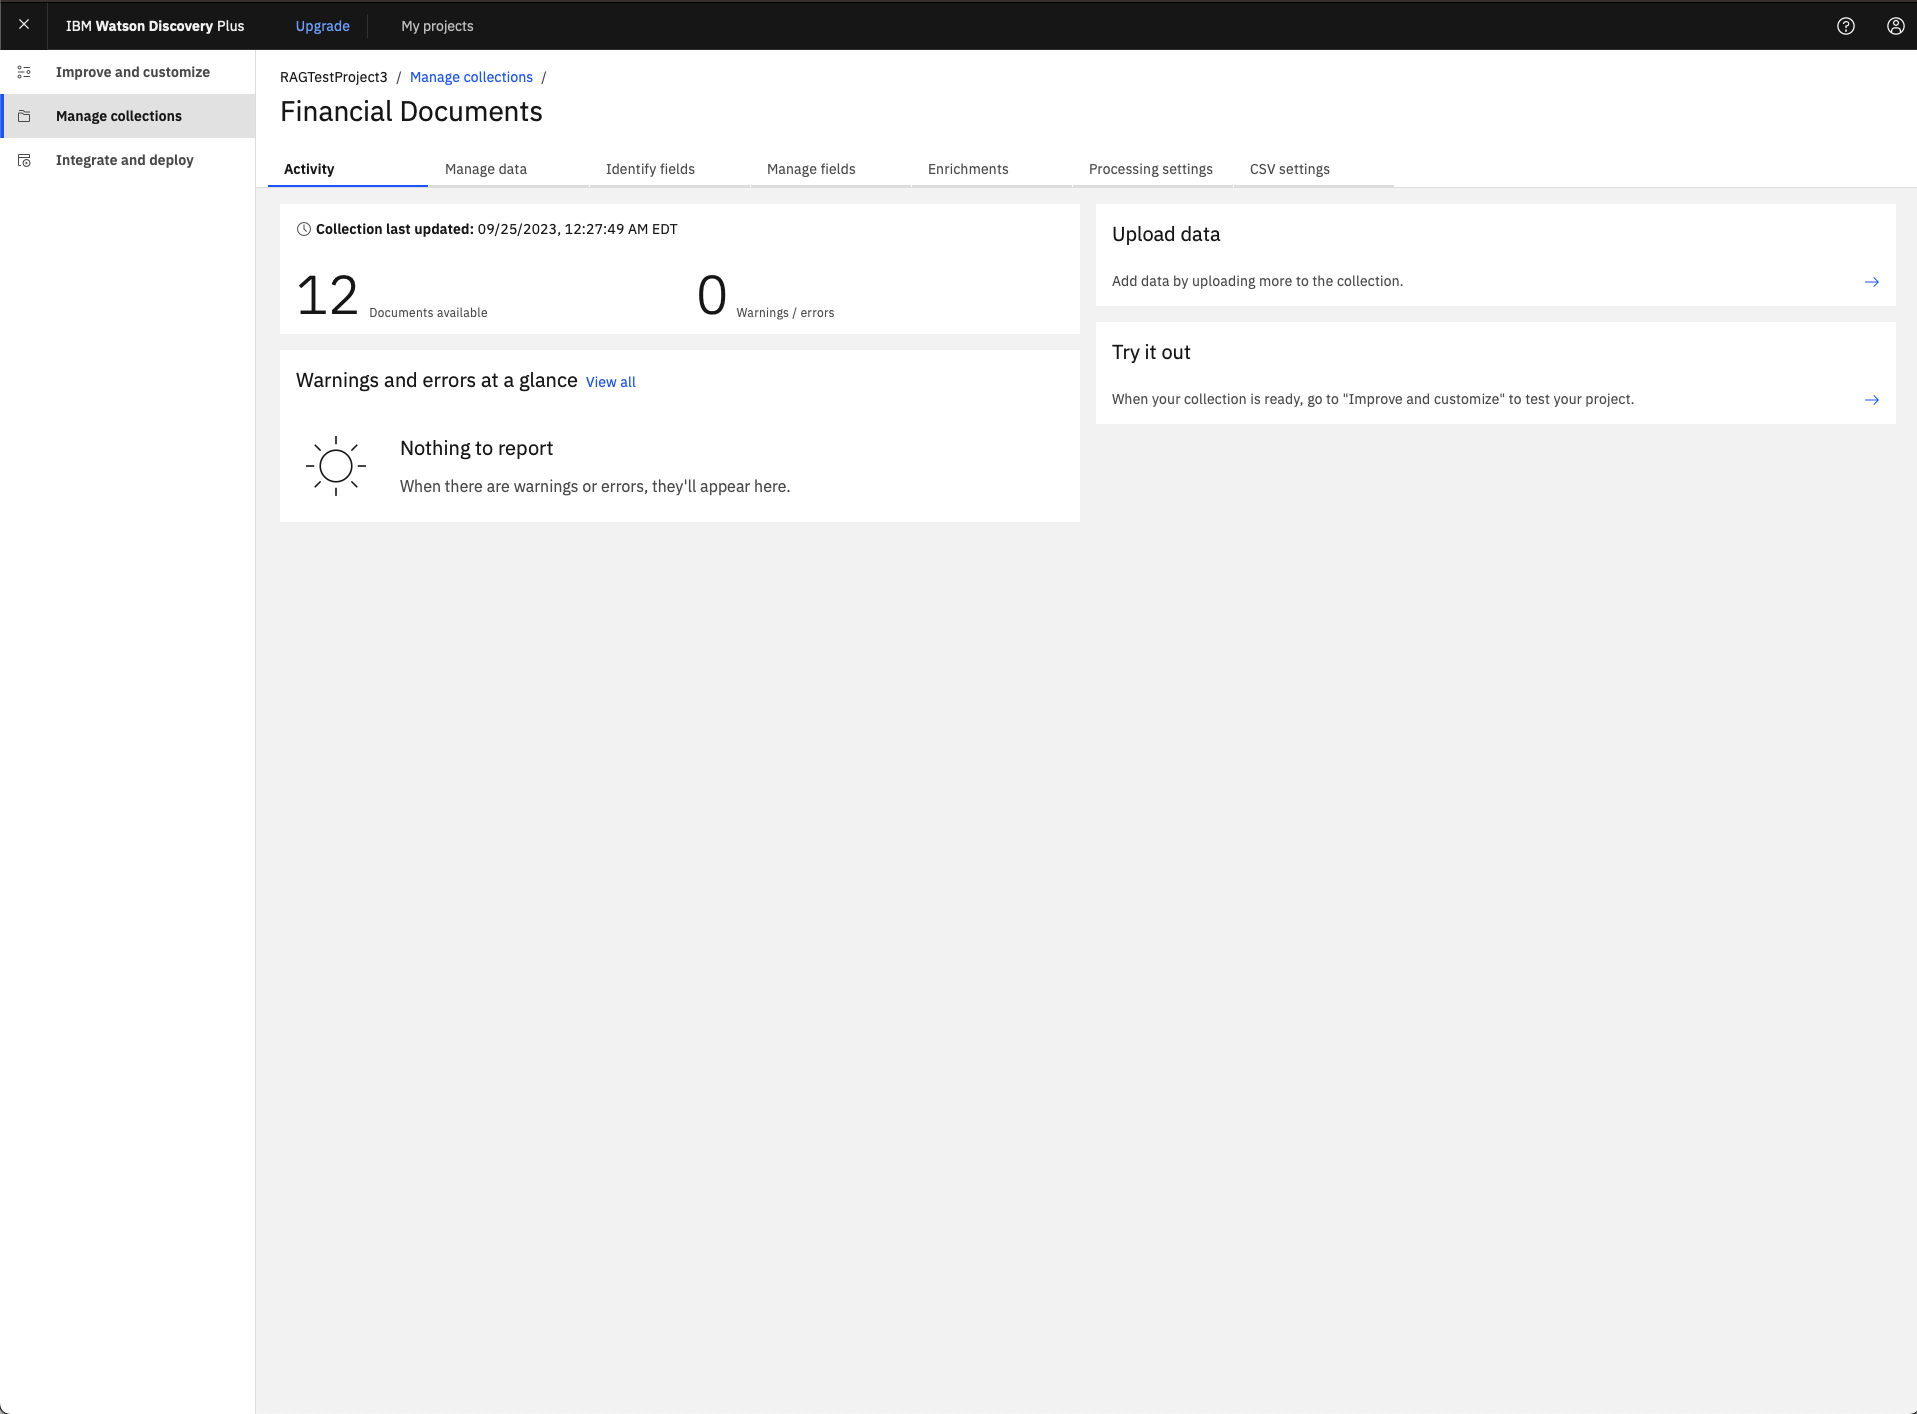 IBM Watson Discovery Plus
Upgrade
My projects
Improve and customize
Manage collections
Integrate and deploy
RAGTestProject3 / Manage collections /
Financial Documents
Activity
Manage data
Identify fields
Manage fields
Enrichments
Processing settings
CSV settings
Collection last updated: 09/25/2023, 12:27:49 AM EDT
12 Documents available
0 Warnings / errors
Warnings and errors at a glance View all
Nothing to report
When there are warnings or errors, they'll appear here.
Upload data
Add data by uploading more to the collection.
Try it out
When your collection is ready, go to "Improve and customize" to test your project.